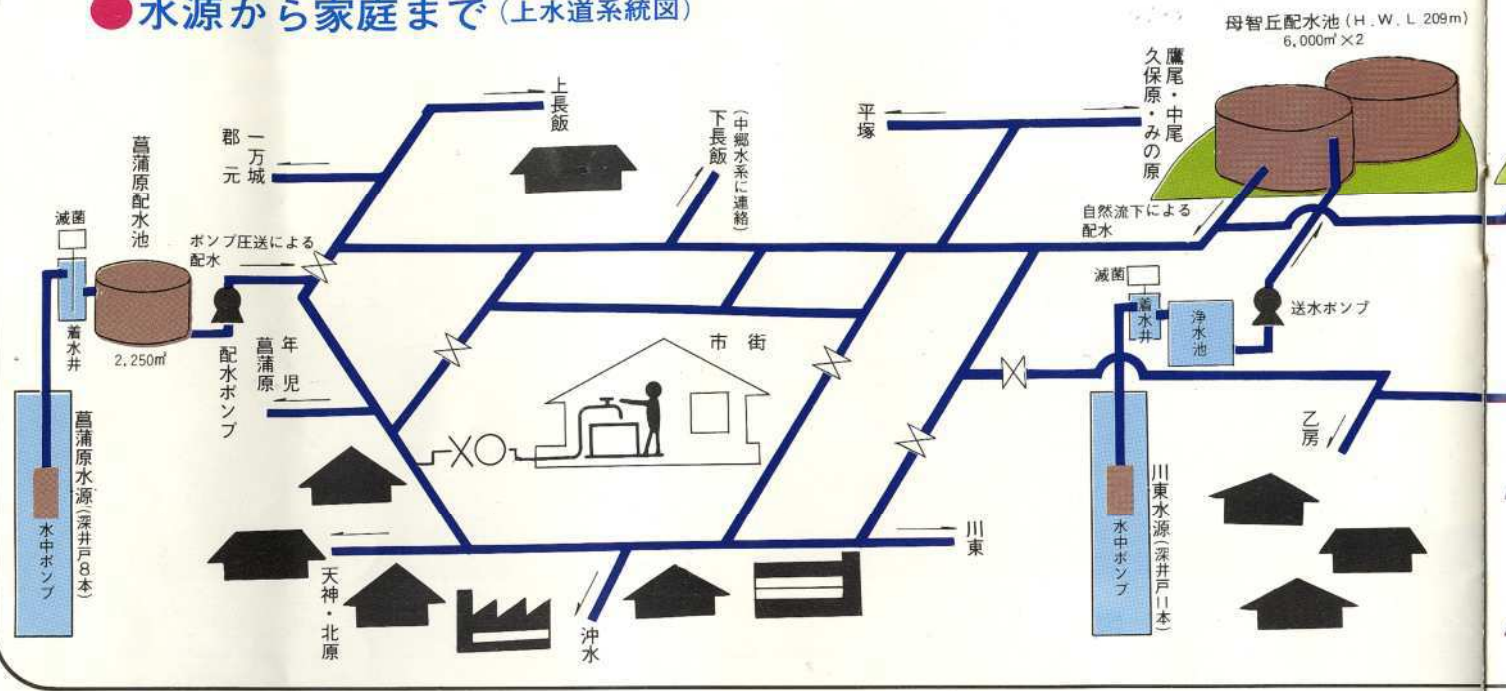 ●水源から家庭まで(上水道系統図)
母智丘配水池(H.W.L 209m)
6,000㎥×2
鷹尾・中尾
久保原・みの原
平塚
下長飯
(中郷水系に連絡)
上長飯
一万城
郡元
菖蒲原配水池
滅菌
ポンプ圧送による
配水
自然流下による
配水
着水井
2,250㎥
配水ポンプ
年児
菖蒲原
市街
滅菌
着水井
浄水池
送水ポンプ
乙房
菖蒲原水源(深井戸8本)
水中ポンプ
川東水源(深井戸11本)
水中ポンプ
川東
天神・北原
沖水